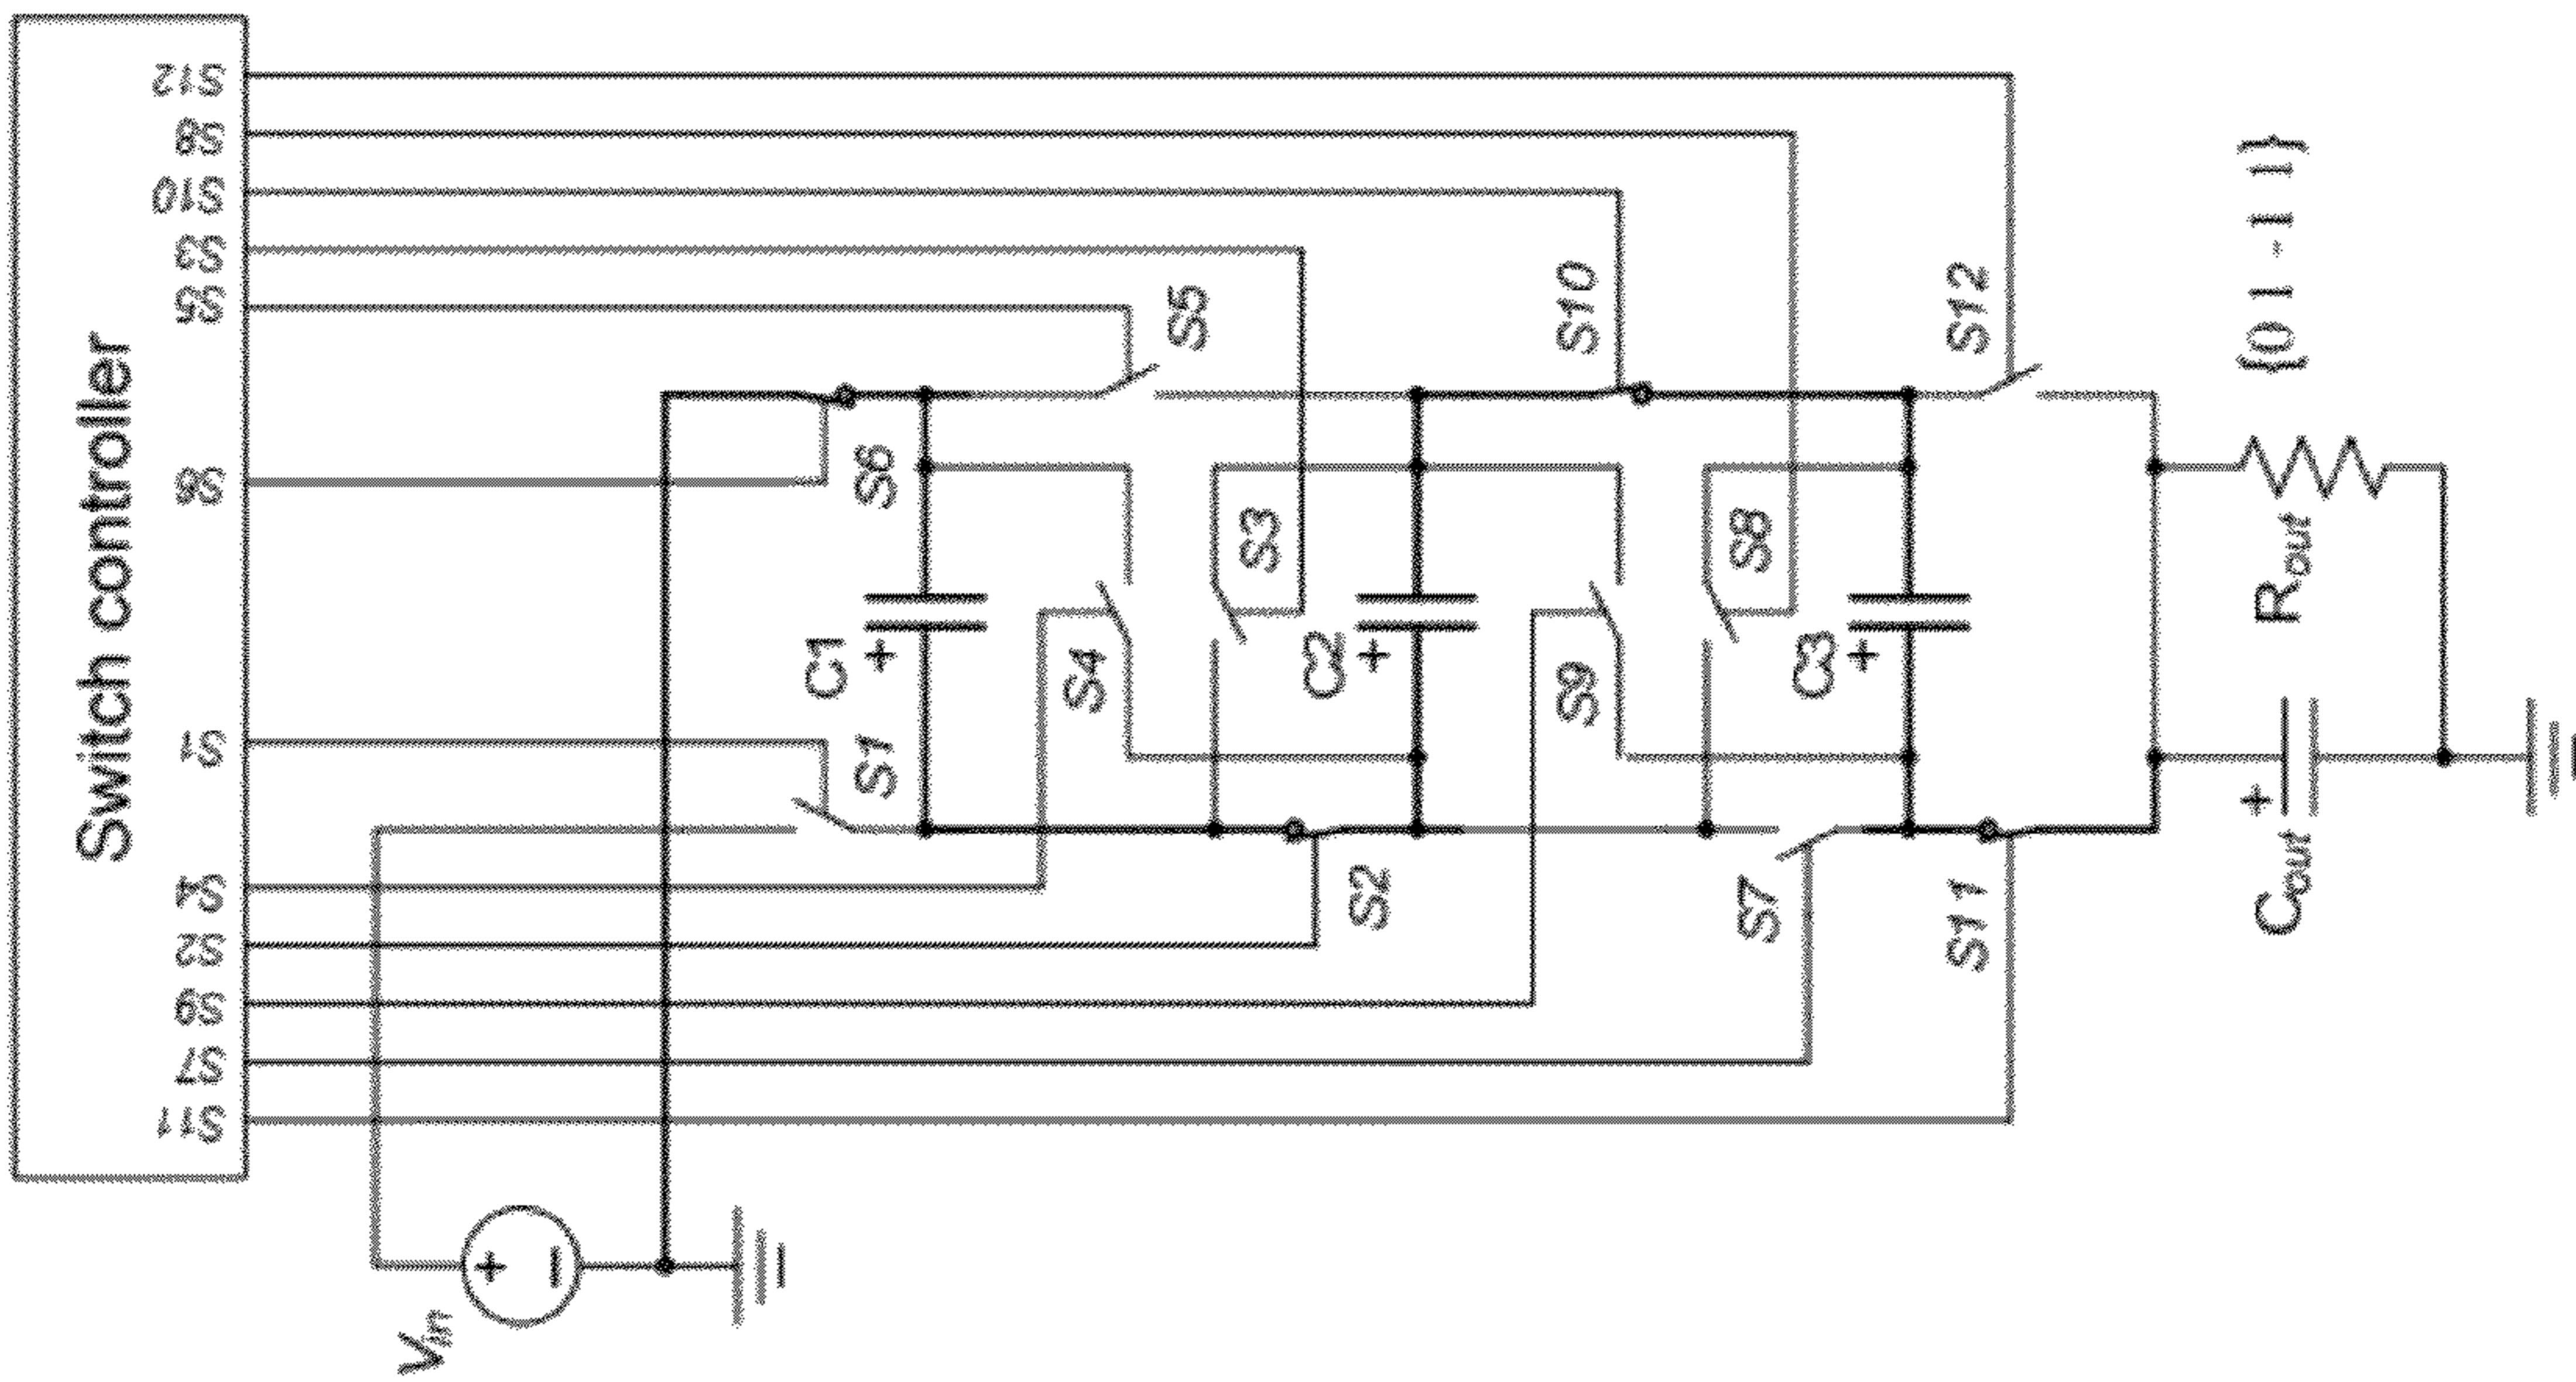 Switch controller
S11
S7
S9
S2
S4
S1
S6
S5
S3
S10
S8
S12
Vin
+
−
S1
C1
+
S6
S4
S5
S3
S2
C2
+
S9
S10
S8
S7
C3
+
S11
S12
Cout
+
Rout
{0 1 -1 1}